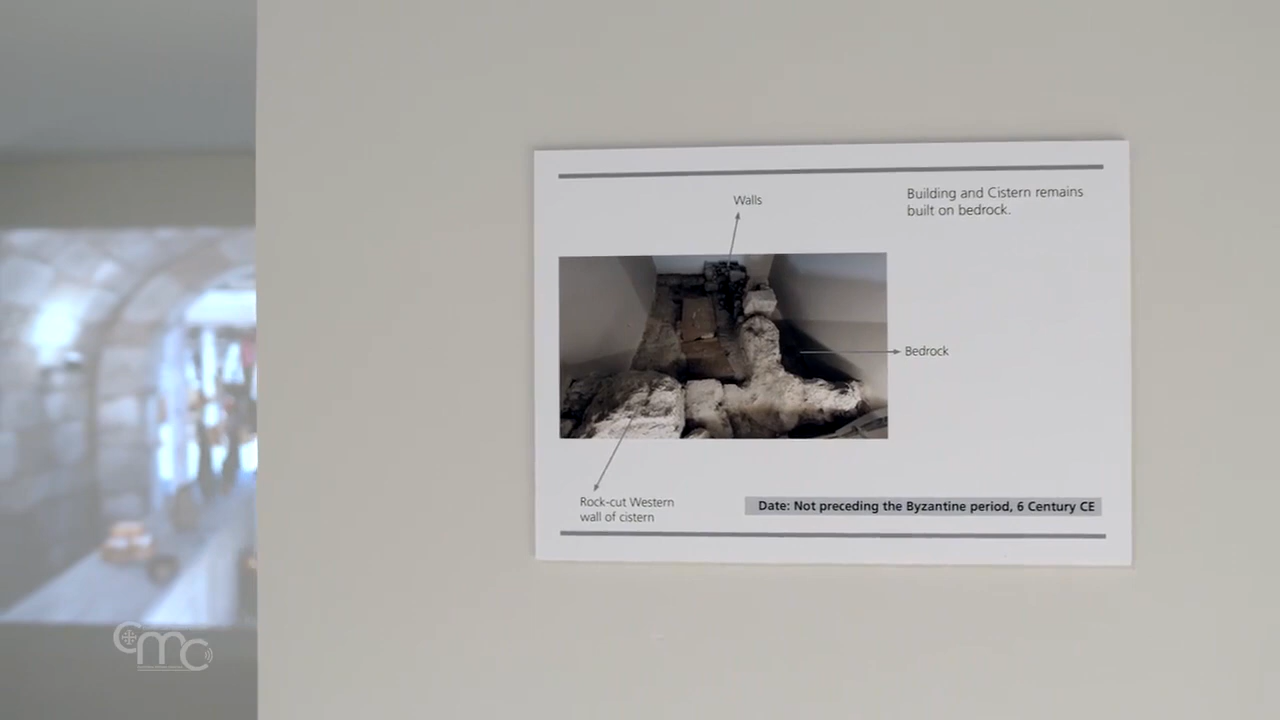 Walls
Building and Cistern remains
built on bedrock.
Bedrock
Rock-cut Western
wall of cistern
Date: Not preceding the Byzantine period, 6 Century CE
cmc